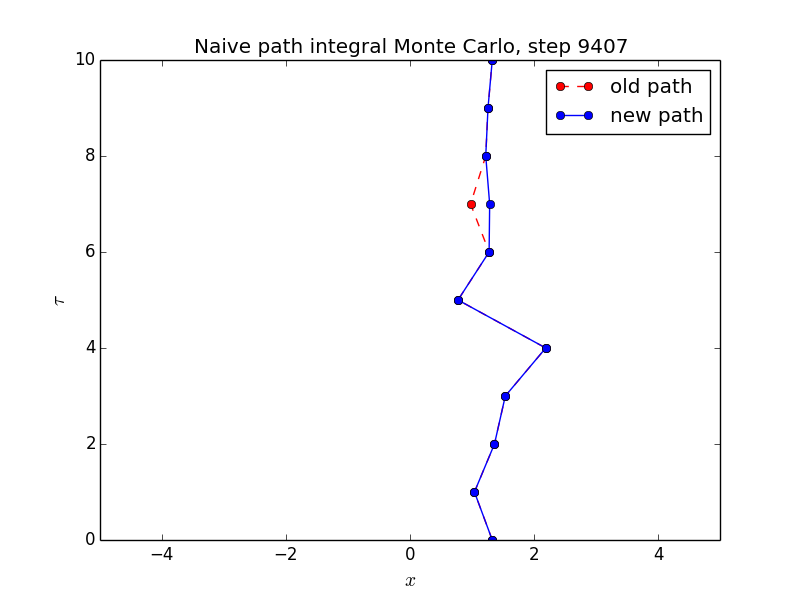 Naive path integral Monte Carlo, step 9407
10
8
6
4
2
0
τ
old path
new path
−4 −2 0 2 4
x